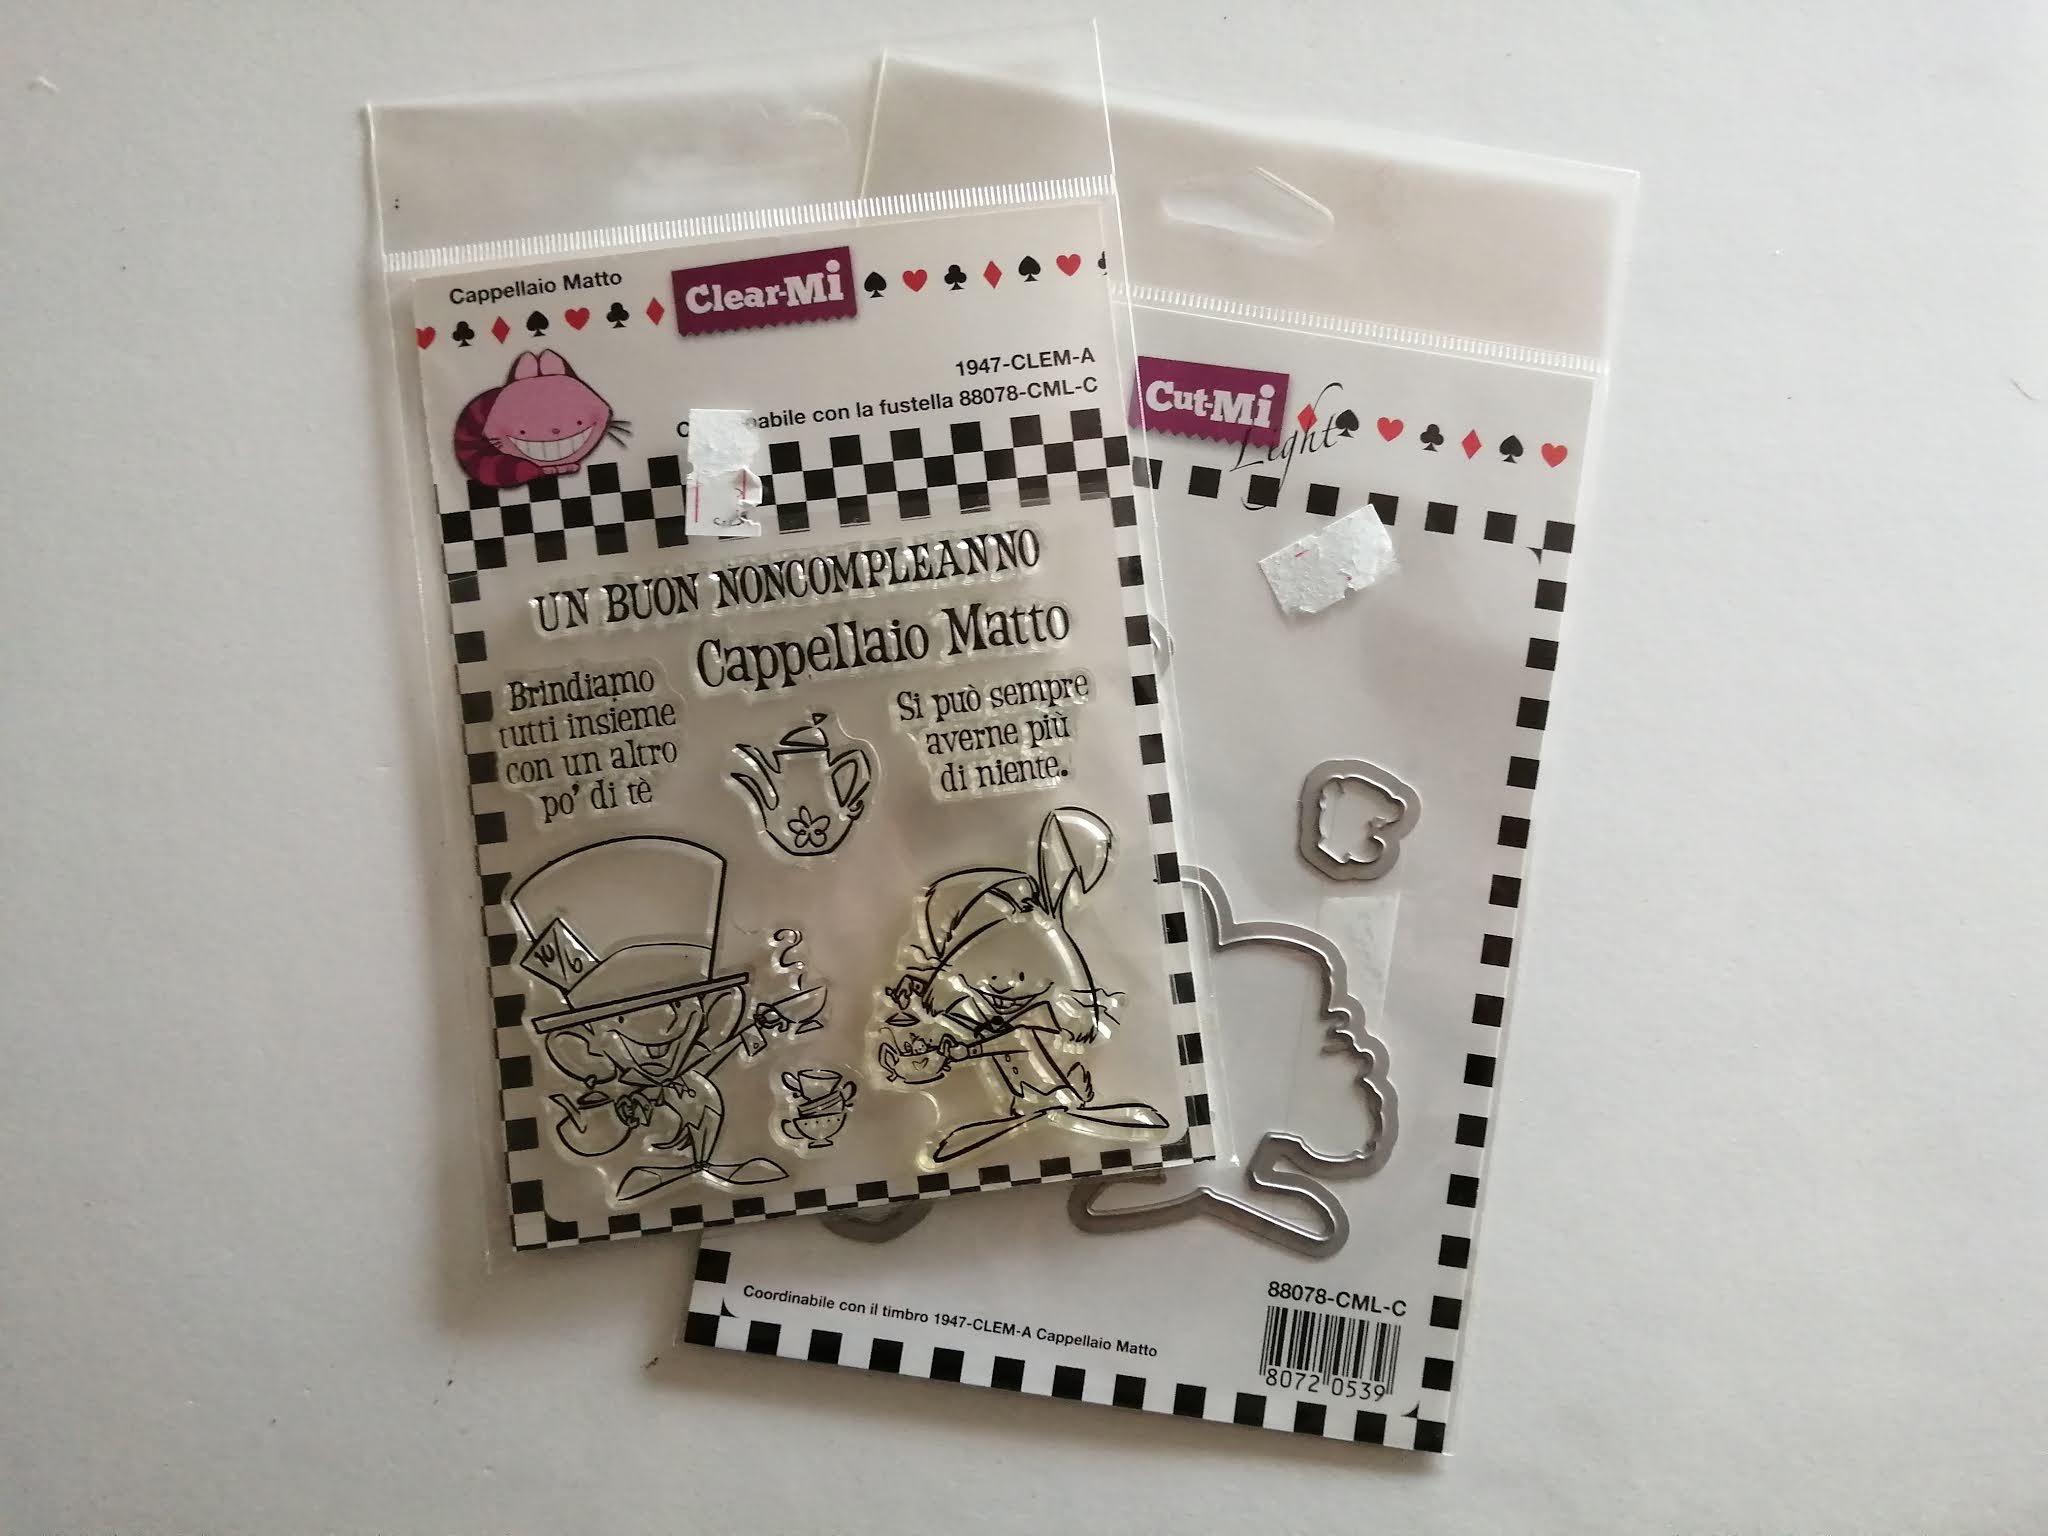 Cappellaio Matto
Clear-Mi
1947-CLEM-A
con la fustella 88078-CML-C
UN BUON NONCOMPLEANNO
Cappellaio Matto
Brindiamo
tutti insieme
con un altro
po' di tè
Si può sempre
averne più
di niente.
10/6
Cut-Mi
Light
88078-CML-C
8072 0539
Coordinabile con il timbro 1947-CLEM-A Cappellaio Matto